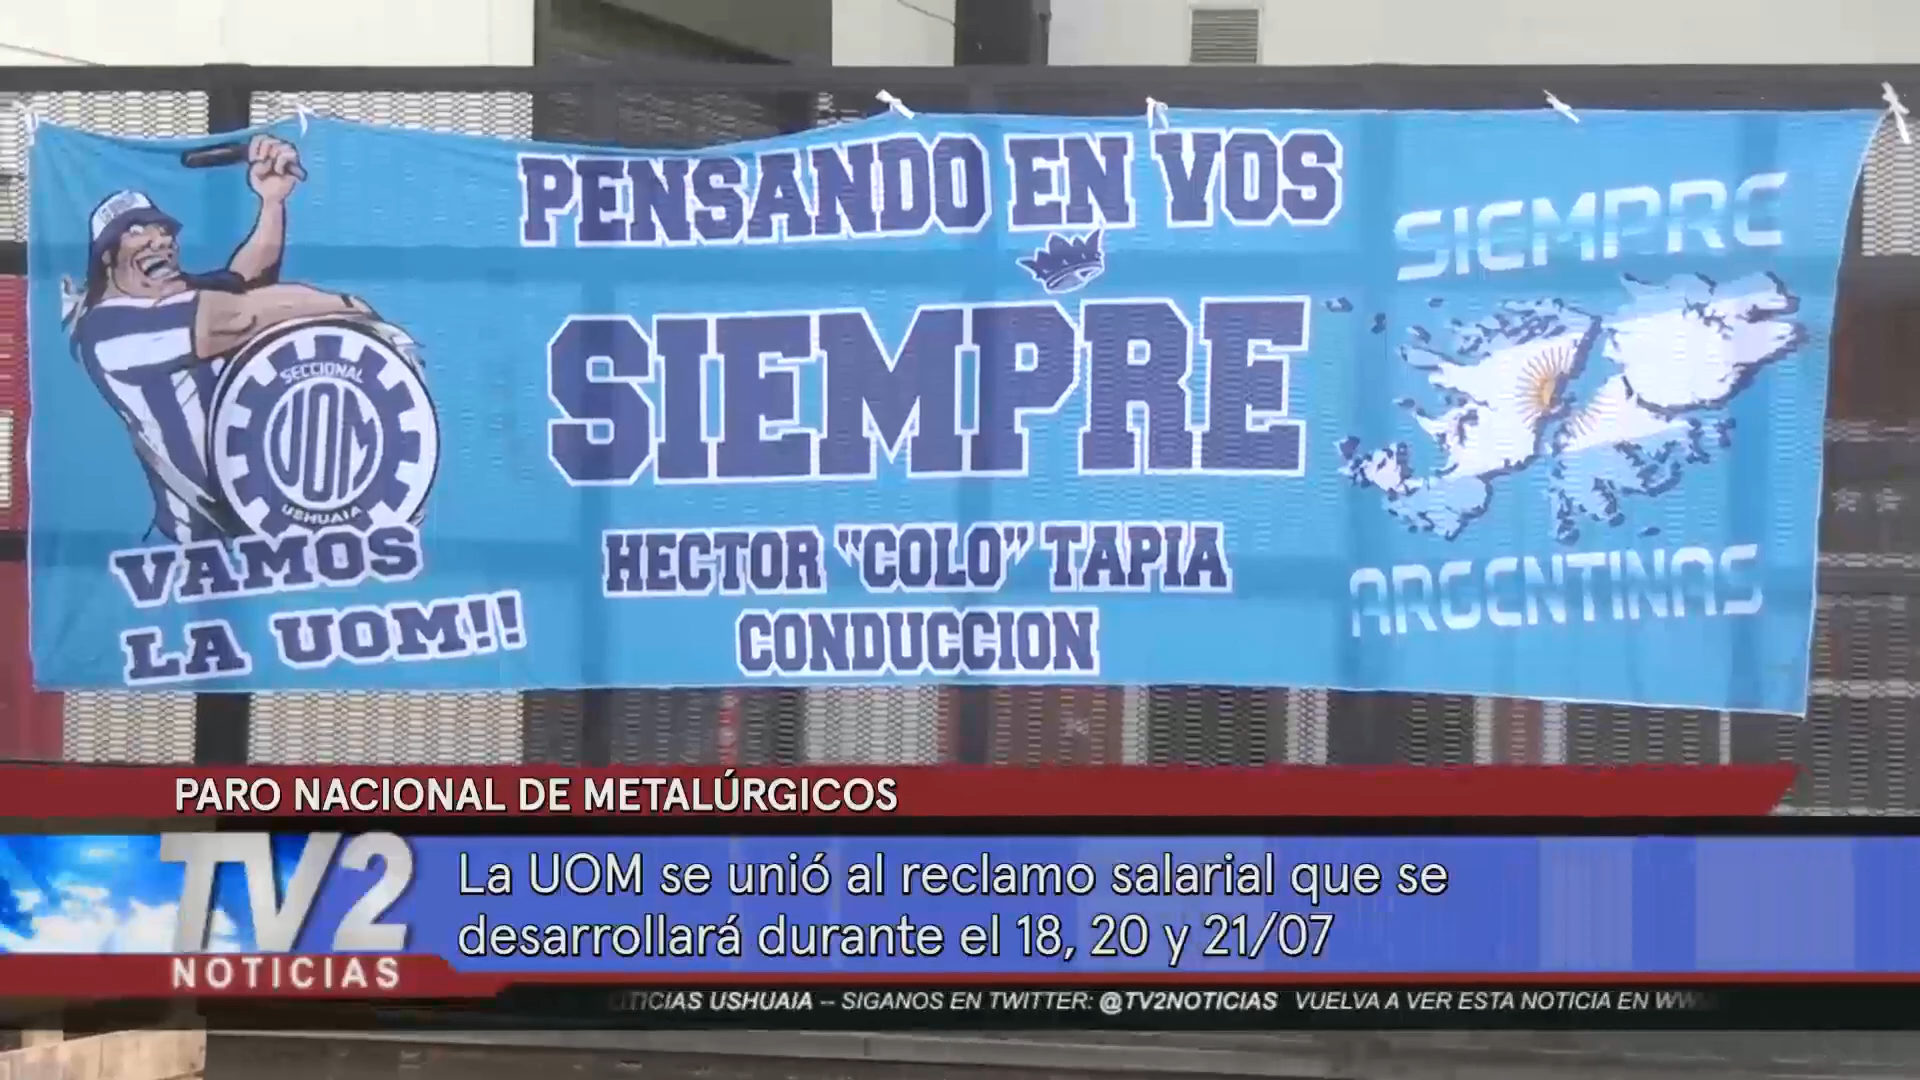 PENSANDO EN VOS
SIEMPRE
HECTOR "COLO" TAPIA
CONDUCCION
SECCIONAL
UOM
USHUAIA
VAMOS
LA UOM!!
SIEMPRE
ARGENTINAS
PARO NACIONAL DE METALÚRGICOS
TV2
NOTICIAS
La UOM se unió al reclamo salarial que se
desarrollará durante el 18, 20 y 21/07
TICIAS USHUAIA -- SIGANOS EN TWITTER: @TV2NOTICIAS VUELVA A VER ESTA NOTICIA EN WW